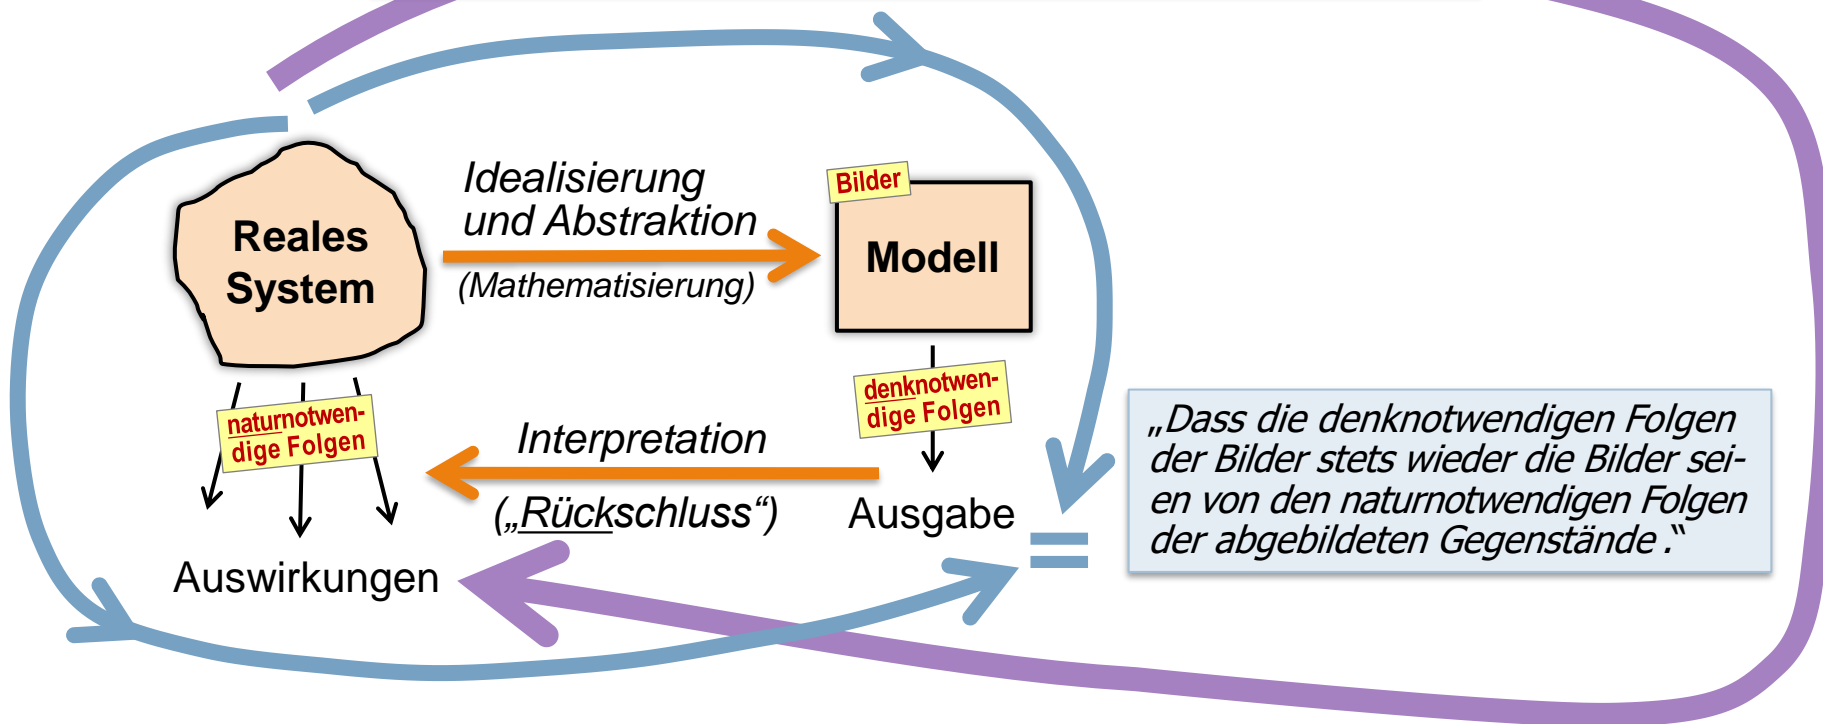 Idealisierung
und Abstraktion
(Mathematisierung)
Reales
System
Bilder
Modell
naturnotwen-
dige Folgen
denknotwen-
dige Folgen
Interpretation
(„Rückschluss“)
Ausgabe
=
Auswirkungen
„Dass die denknotwendigen Folgen
der Bilder stets wieder die Bilder sei-
en von den naturnotwendigen Folgen
der abgebildeten Gegenstände .“